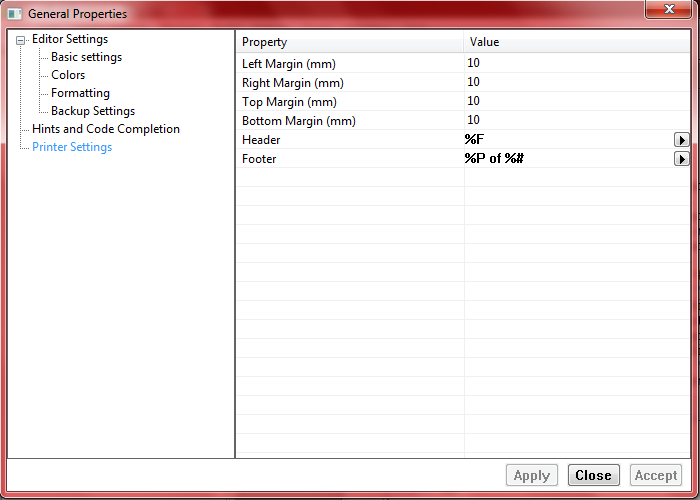 General Properties
Editor Settings
Basic settings
Colors
Formatting
Backup Settings
Hints and Code Completion
Printer Settings
Property Value
Left Margin (mm) 10
Right Margin (mm) 10
Top Margin (mm) 10
Bottom Margin (mm) 10
Header %F
Footer %P of %#
Apply Close Accept